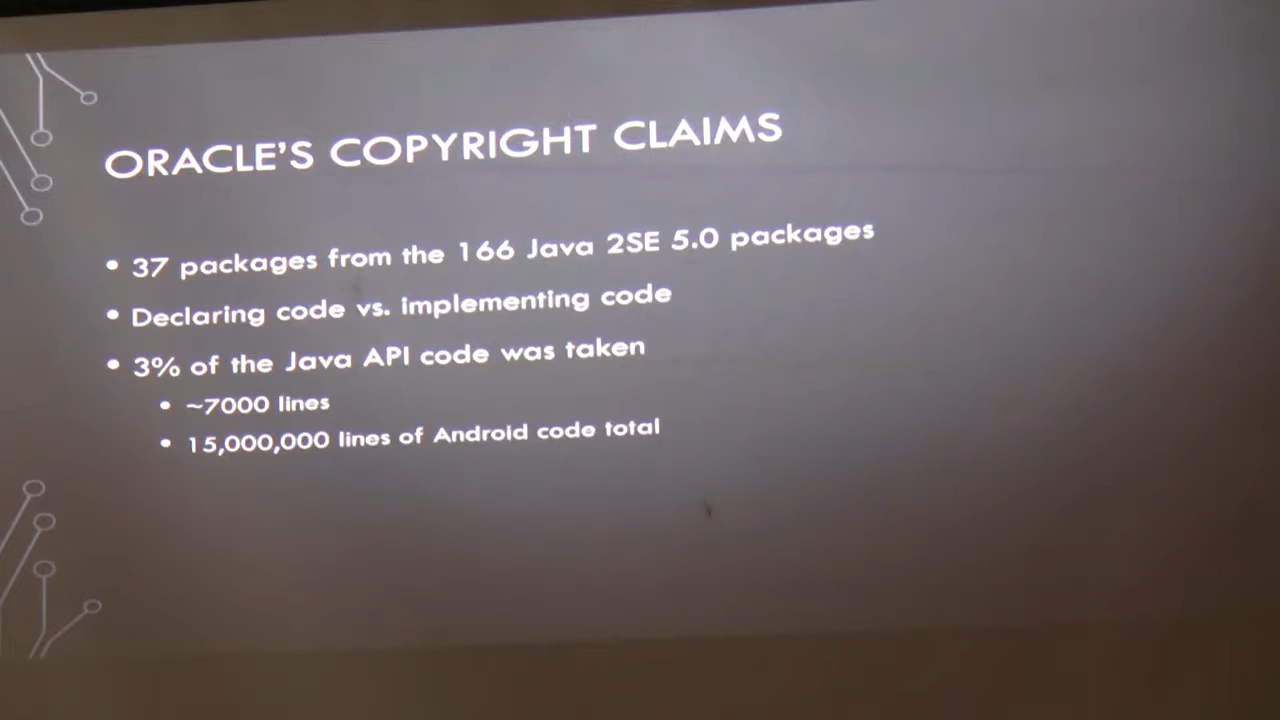 ORACLE'S COPYRIGHT CLAIMS
• 37 packages from the 166 Java 2SE 5.0 packages
• Declaring code vs. implementing code
• 3% of the Java API code was taken
• ~7000 lines
• 15,000,000 lines of Android code total